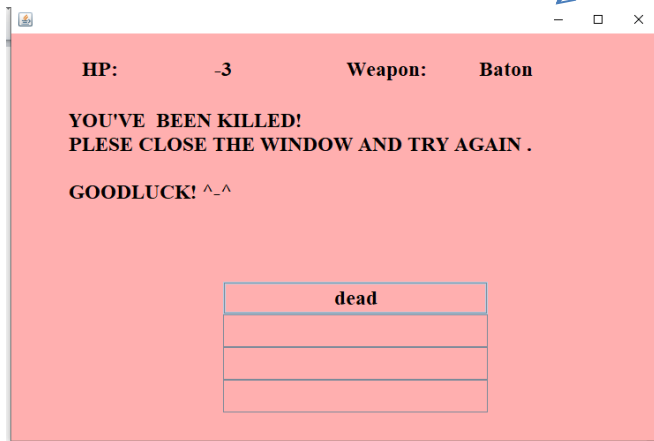 HP: -3 Weapon: Baton
YOU'VE BEEN KILLED!
PLESE CLOSE THE WINDOW AND TRY AGAIN .
GOODLUCK! ^-^
dead